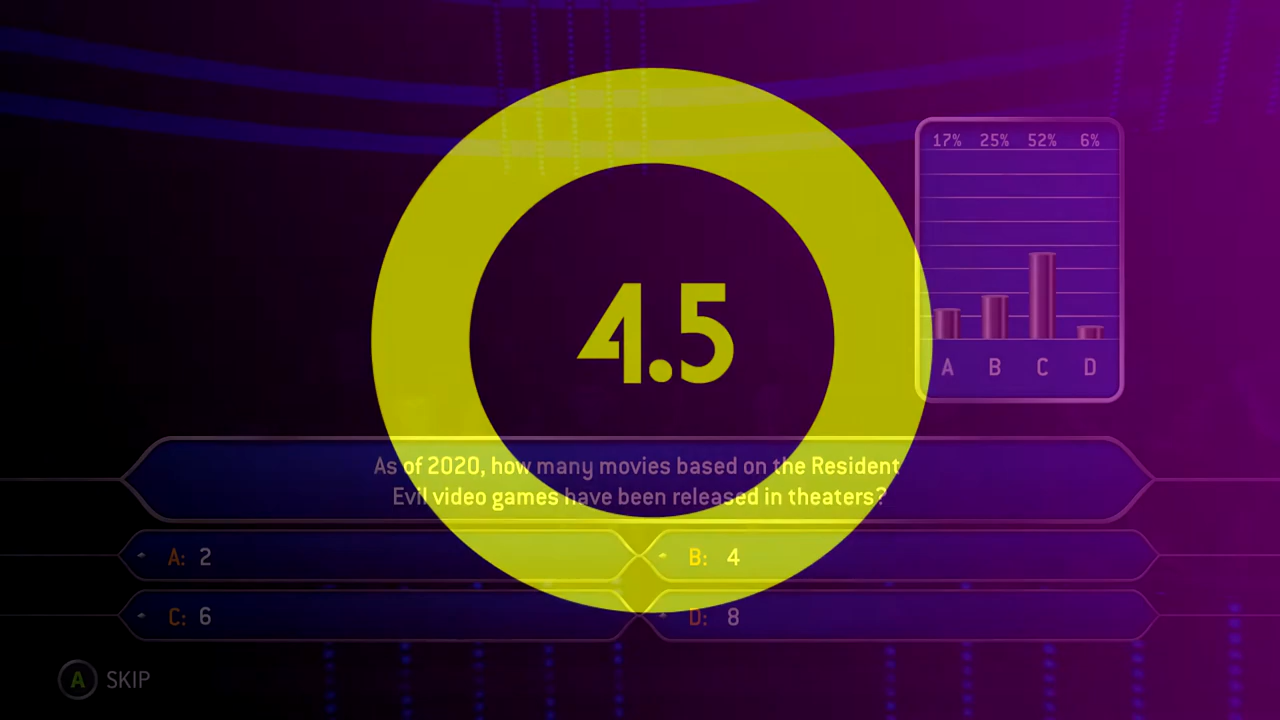 17% 25% 52% 6%
A B C D
4.5
As of 2020, how many movies based on the Resident
Evil video games have been released in theaters?
A: 2
B: 4
C: 6
D: 8
A SKIP